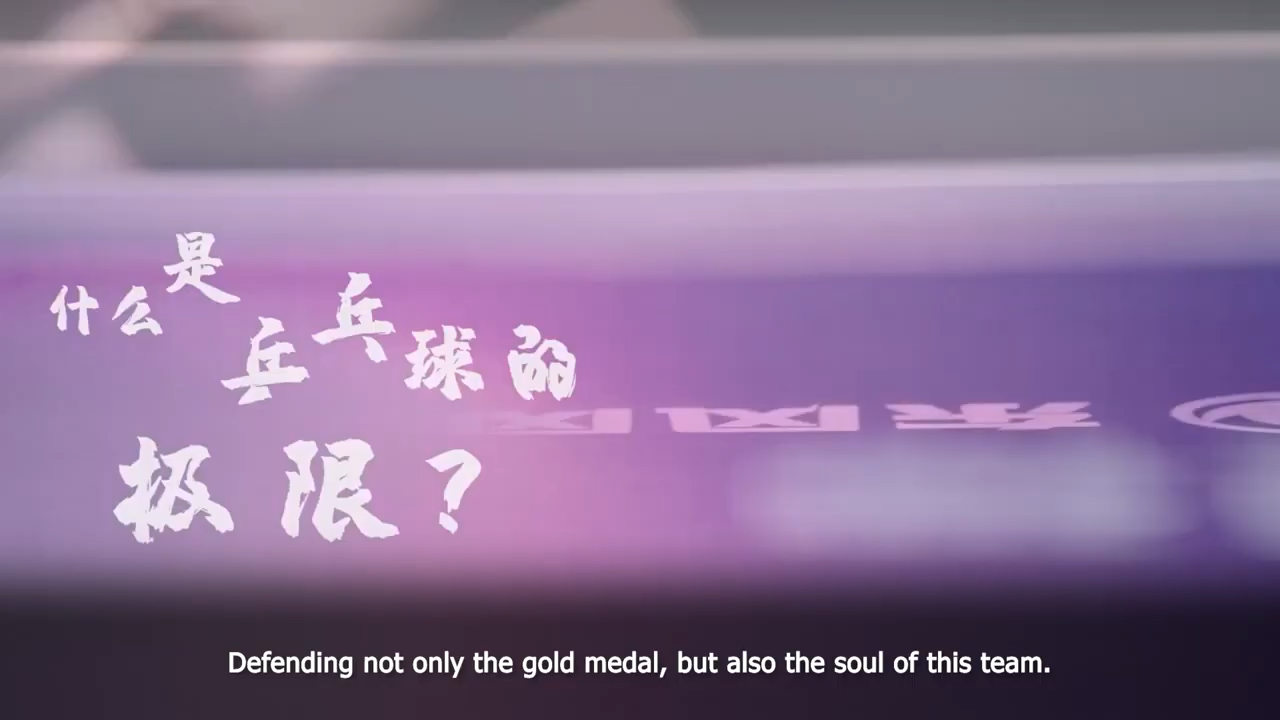 什么是乒乓球的
极限？
Defending not only the gold medal, but also the soul of this team.